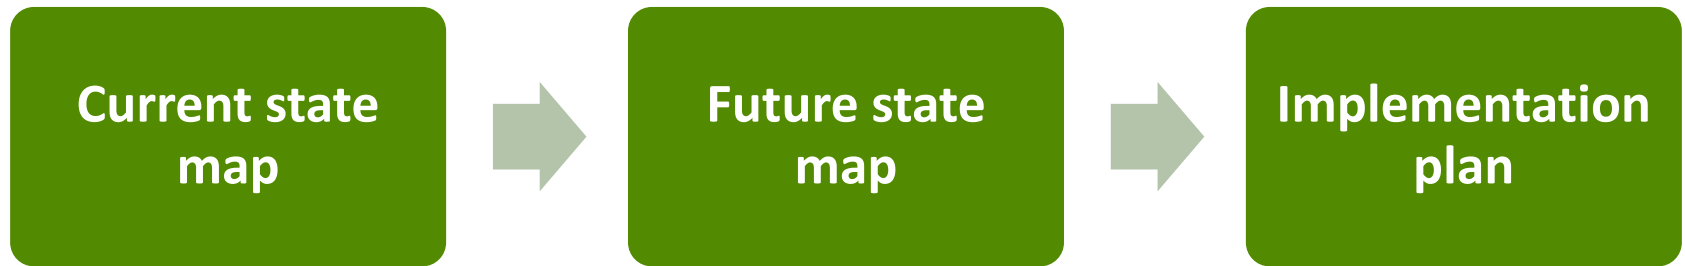 Current state
map
Future state
map
Implementation
plan